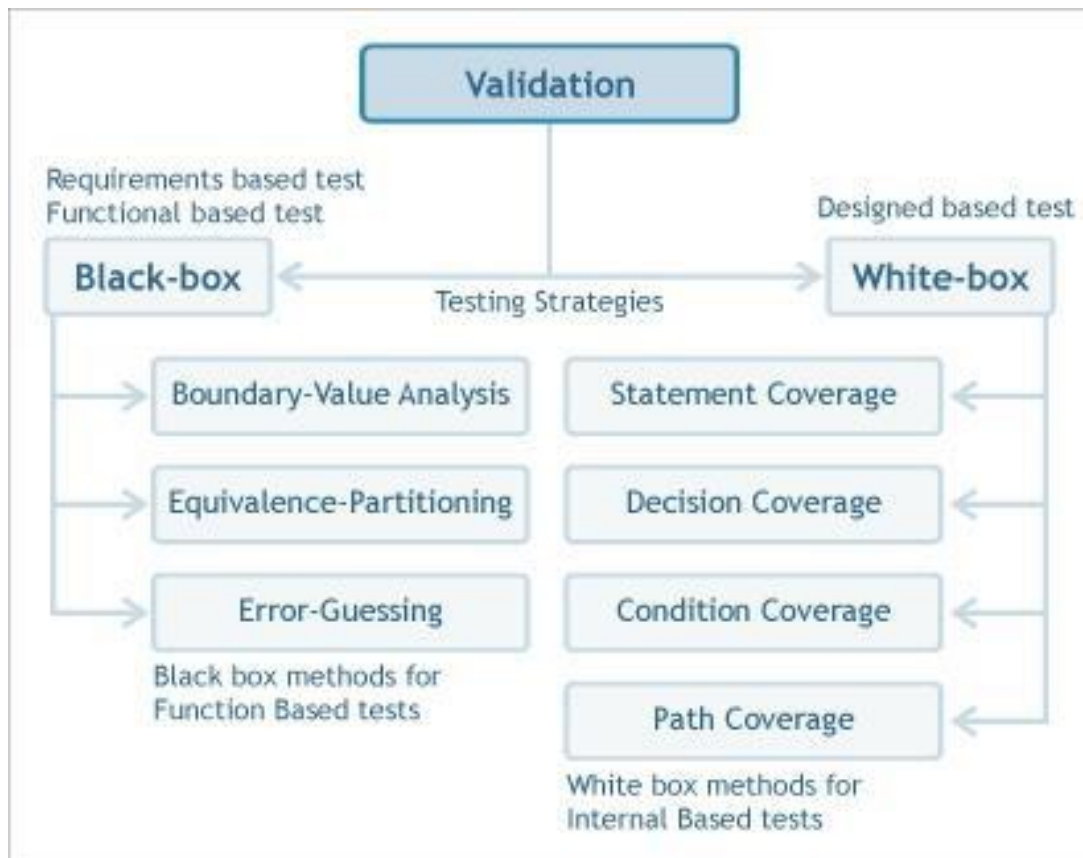 Validation
Requirements based test
Functional based test
Designed based test
Black-box
White-box
Testing Strategies
Boundary-Value Analysis
Statement Coverage
Equivalence-Partitioning
Decision Coverage
Error-Guessing
Condition Coverage
Black box methods for
Function Based tests
Path Coverage
White box methods for
Internal Based tests